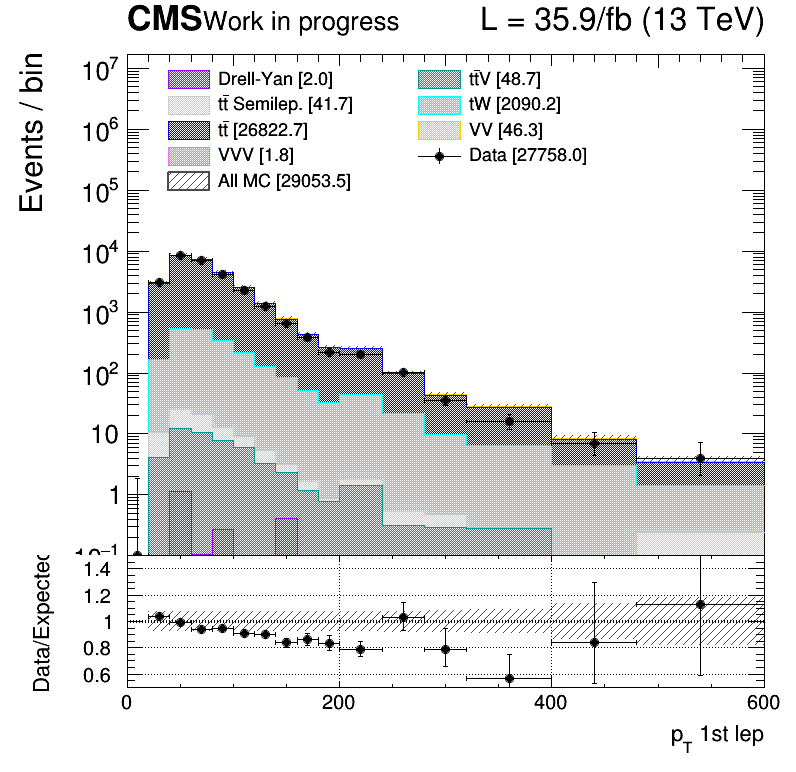 CMS Work in progress L = 35.9/fb (13 TeV)
Events / bin
10⁷
10⁶
10⁵
10⁴
10³
10²
10
1
10⁻¹
Drell-Yan [2.0]
tt̄ Semilep. [41.7]
tt̄ [26822.7]
VVV [1.8]
All MC [29053.5]
tt̄V [48.7]
tW [2090.2]
VV [46.3]
Data [27758.0]
Data/Expected
1.4
1.2
1
0.8
0.6
0 200 400 600
p_T 1st lep